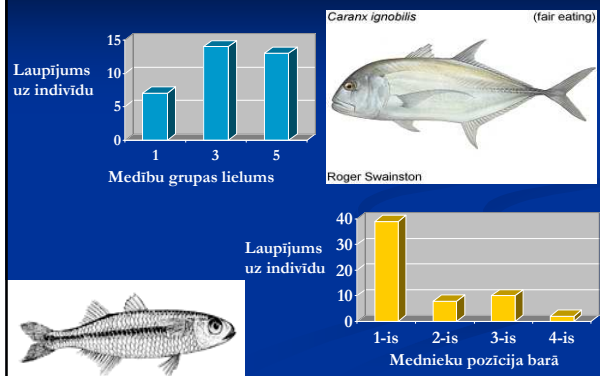 15
10
5
0
Laupījums
uz indivīdu
1 3 5
Medību grupas lielums
Caranx ignobilis (fair eating)
Roger Swainston
40
30
20
10
0
Laupījums
uz indivīdu
1-is 2-is 3-is 4-is
Mednieku pozīcija barā